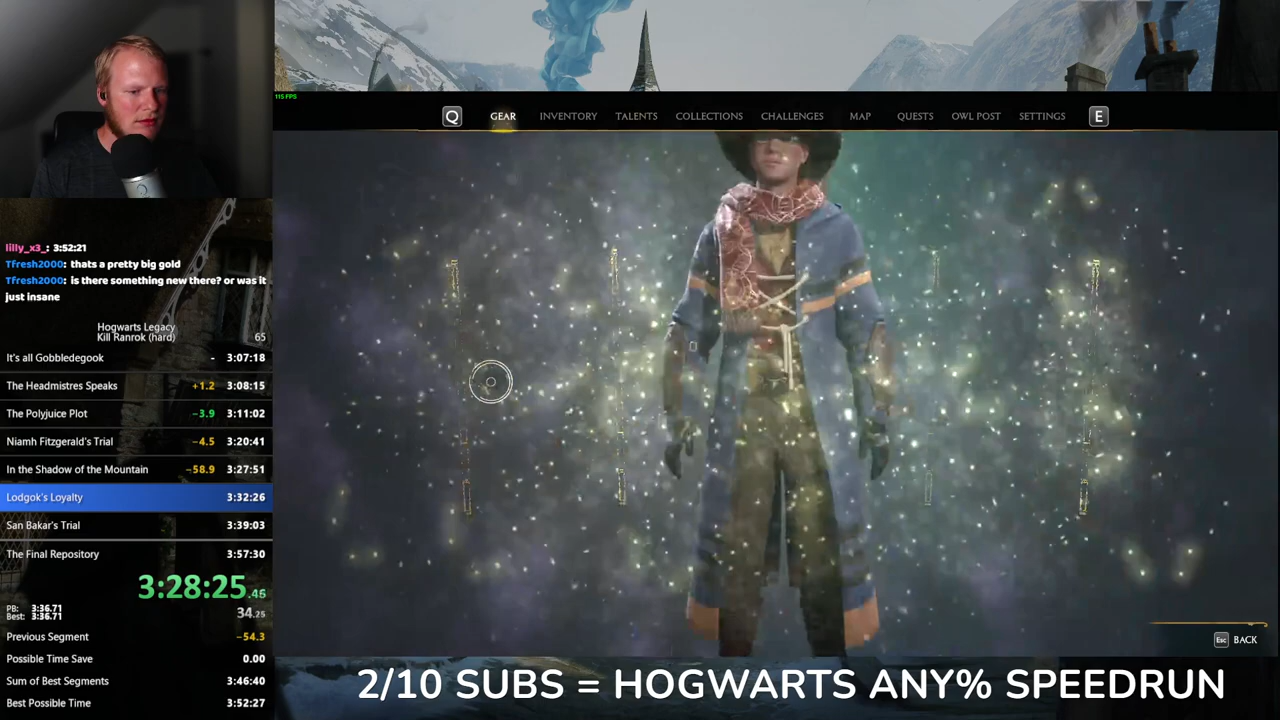 115 FPS
Q GEAR INVENTORY TALENTS COLLECTIONS CHALLENGES MAP QUESTS OWL POST SETTINGS E
lilly_x3_: 3:52:21
TFresh2000: thats a pretty big gold
TFresh2000: is there something new there? or was it
just insane
Hogwarts Legacy
Kill Ranrok (hard) 65
It's all Gobbledegook - 3:07:18
The Headmistres Speaks +1.2 3:08:15
The Polyjuice Plot -3.9 3:11:02
Niamh Fitzgerald's Trial -4.5 3:20:41
In the Shadow of the Mountain -58.9 3:27:51
Lodgok's Loyalty 3:32:26
San Bakar's Trial 3:39:03
The Final Repository 3:57:30
3:28:25.46
PB: 3:36.71
Best: 3:36.71
34.25
Previous Segment -54.3
Possible Time Save 0.00
Sum of Best Segments 3:46:40
Best Possible Time 3:52:27
Esc BACK
2/10 SUBS = HOGWARTS ANY% SPEEDRUN